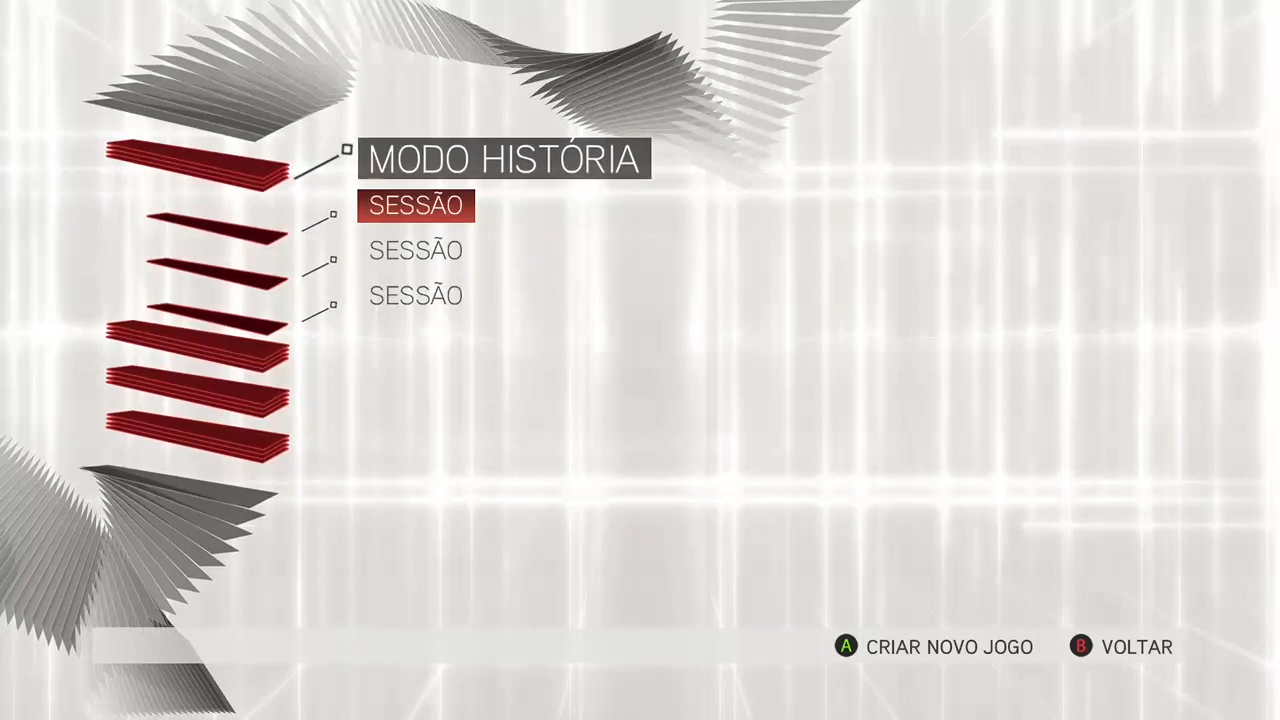 MODO HISTÓRIA
SESSÃO
SESSÃO
SESSÃO
A CRIAR NOVO JOGO B VOLTAR